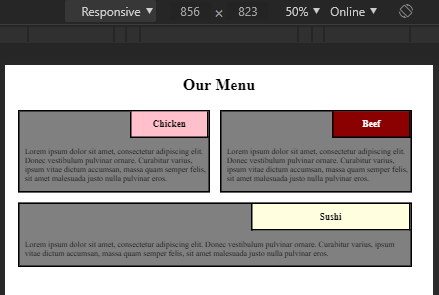 Responsive ▼ 856 × 823 50% ▼ Online ▼
Our Menu
Chicken
Lorem ipsum dolor sit amet, consectetur adipiscing elit.
Donec vestibulum pulvinar ornare. Curabitur varius,
ipsum vitae dictum accumsan, massa quam semper felis,
sit amet malesuada justo nulla pulvinar eros.
Beef
Lorem ipsum dolor sit amet, consectetur adipiscing elit.
Donec vestibulum pulvinar ornare. Curabitur varius,
ipsum vitae dictum accumsan, massa quam semper felis,
sit amet malesuada justo nulla pulvinar eros.
Sushi
Lorem ipsum dolor sit amet, consectetur adipiscing elit. Donec vestibulum pulvinar ornare. Curabitur varius, ipsum
vitae dictum accumsan, massa quam semper felis, sit amet malesuada justo nulla pulvinar eros.